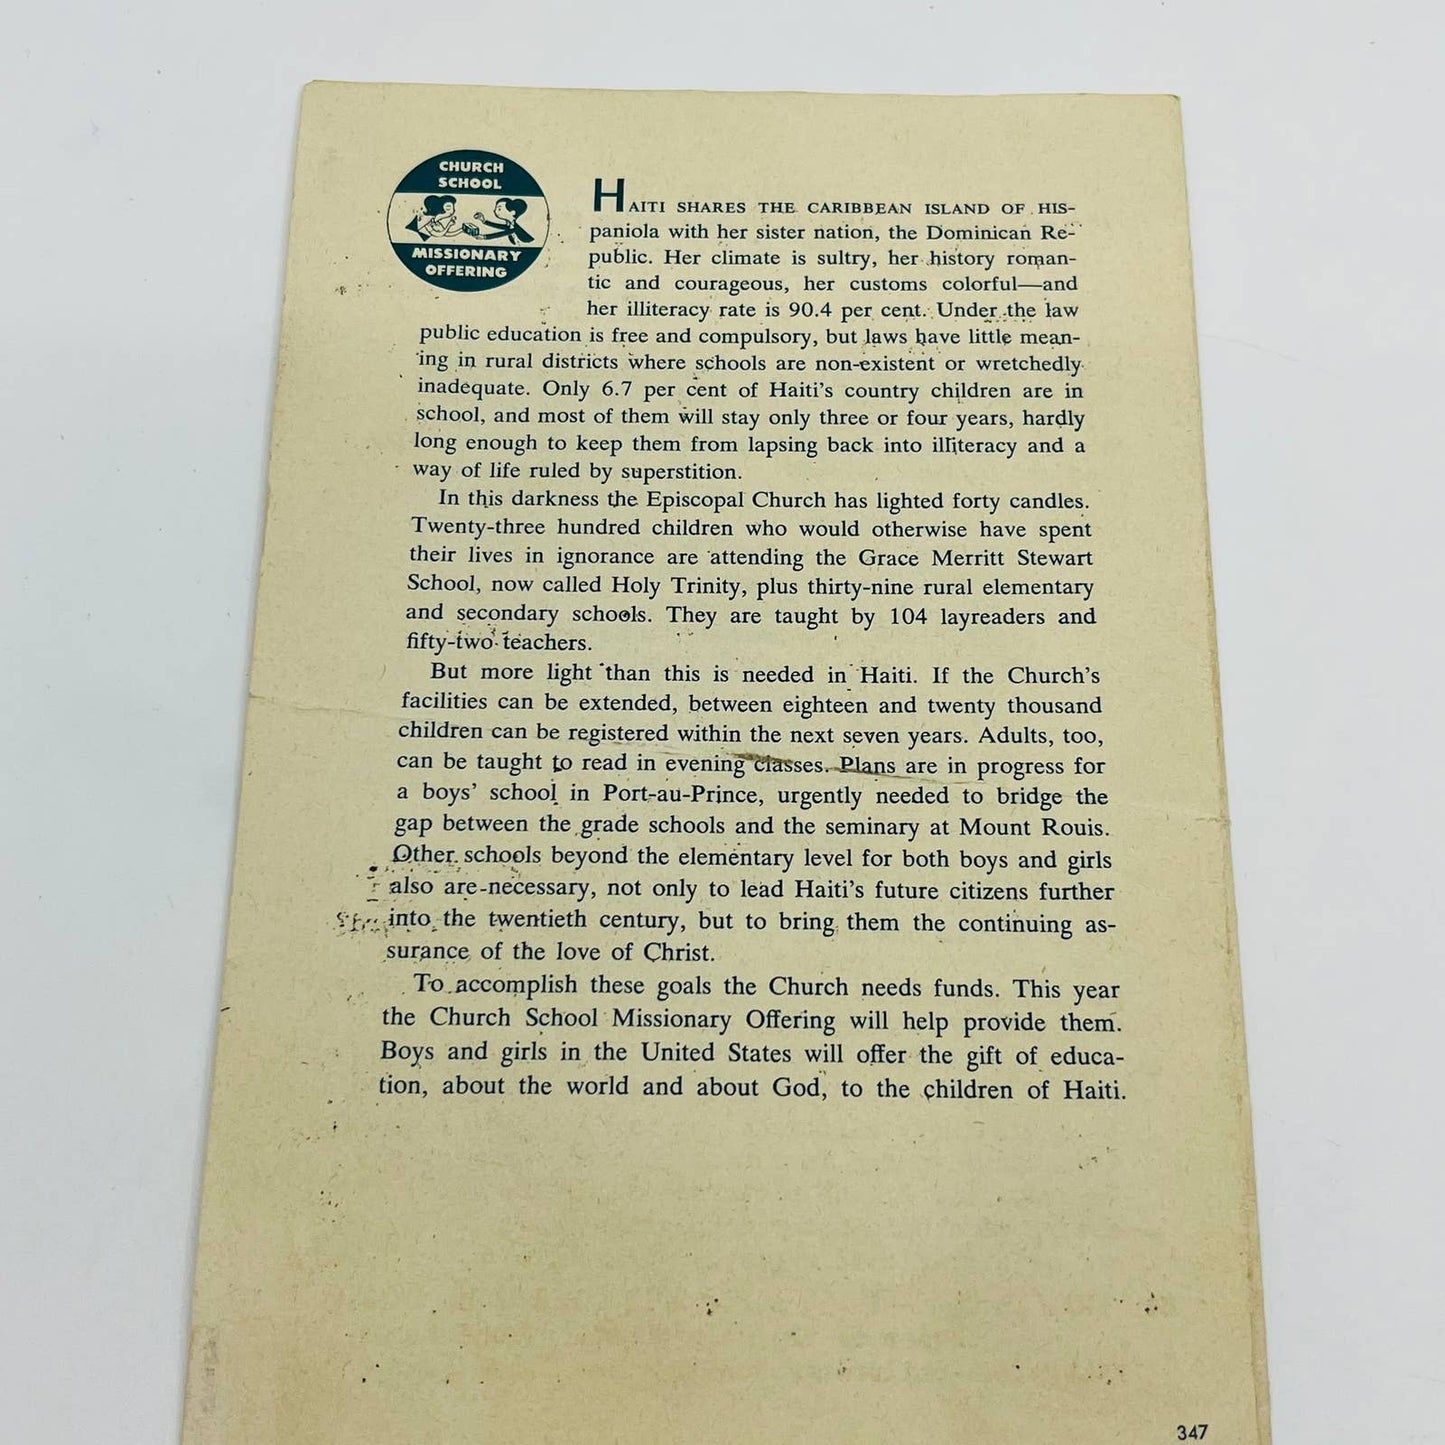 CHURCH
SCHOOL
MISSIONARY
OFFERING
HAITI SHARES THE CARIBBEAN ISLAND OF HIS-
paniola with her sister nation, the Dominican Re-
public. Her climate is sultry, her history roman-
tic and courageous, her customs colorful—and
her illiteracy rate is 90.4 per cent. Under the law
public education is free and compulsory, but laws have little mean-
ing in rural districts where schools are non-existent or wretchedly
inadequate. Only 6.7 per cent of Haiti's country children are in
school, and most of them will stay only three or four years, hardly
long enough to keep them from lapsing back into illiteracy and a
way of life ruled by superstition.
In this darkness the Episcopal Church has lighted forty candles.
Twenty-three hundred children who would otherwise have spent
their lives in ignorance are attending the Grace Merritt Stewart
School, now called Holy Trinity, plus thirty-nine rural elementary
and secondary schools. They are taught by 104 layreaders and
fifty-two teachers.
But more light than this is needed in Haiti. If the Church's
facilities can be extended, between eighteen and twenty thousand
children can be registered within the next seven years. Adults, too,
can be taught to read in evening classes. Plans are in progress for
a boys' school in Port-au-Prince, urgently needed to bridge the
gap between the grade schools and the seminary at Mount Rouis.
Other schools beyond the elementary level for both boys and girls
also are necessary, not only to lead Haiti's future citizens further
into the twentieth century, but to bring them the continuing as-
surance of the love of Christ.
To accomplish these goals the Church needs funds. This year
the Church School Missionary Offering will help provide them.
Boys and girls in the United States will offer the gift of educa-
tion, about the world and about God, to the children of Haiti.
347